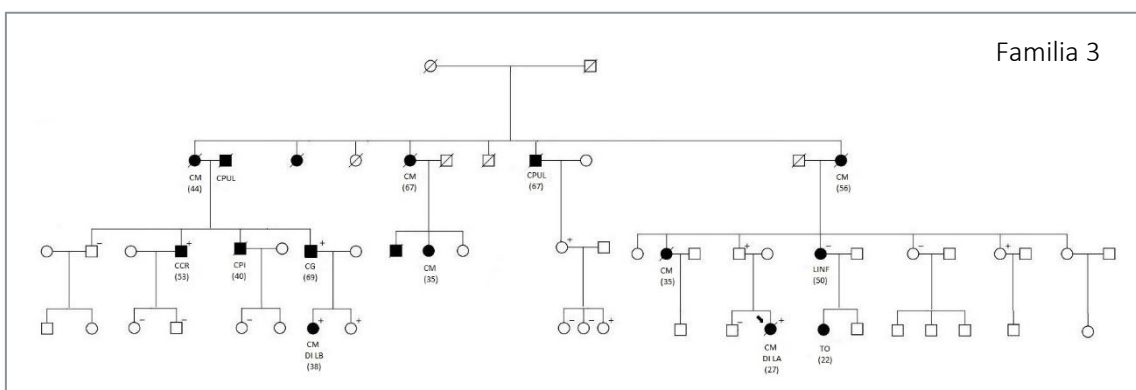 Familia 3
CM
(44)
CPUL
CM
(67)
CPUL
(67)
CM
(56)
−
+
CCR
(53)
CPI
(40)
+
CG
(69)
CM
(35)
+
CM
(35)
+
−
LINF
(50)
−
+
−
−
−
+
CM
DI LB
(38)
+
−
−
+
−
+
CM
DI LA
(27)
TO
(22)